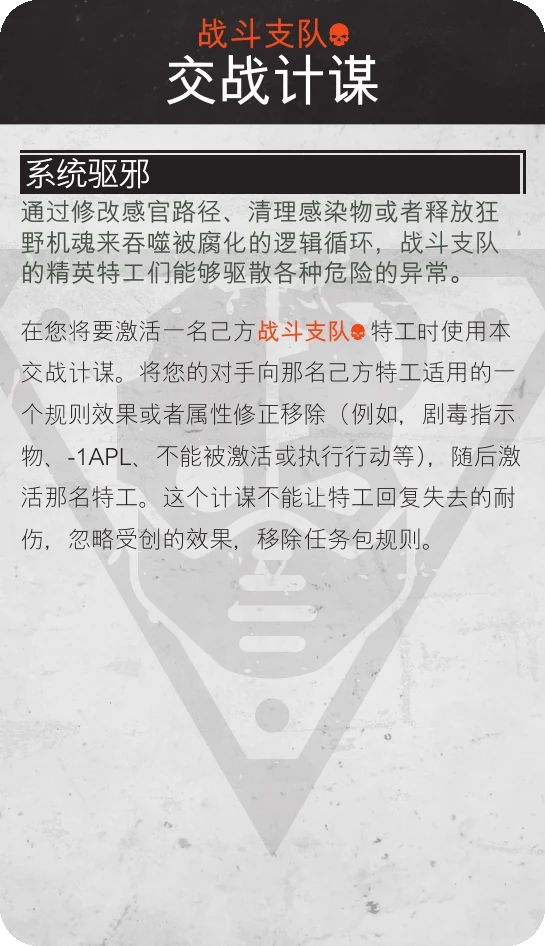 战斗支队
交战计谋
系统驱邪
通过修改感官路径、清理感染物或者释放狂
野机魂来吞噬被腐化的逻辑循环，战斗支队
的精英特工们能够驱散各种危险的异常。
在您将要激活一名己方战斗支队特工时使用本
交战计谋。将您的对手向那名己方特工适用的一
个规则效果或者属性修正移除（例如，剧毒指示
物、-1APL、不能被激活或执行行动等），随后激
活那名特工。这个计谋不能让特工回复失去的耐
伤，忽略受创的效果，移除任务包规则。